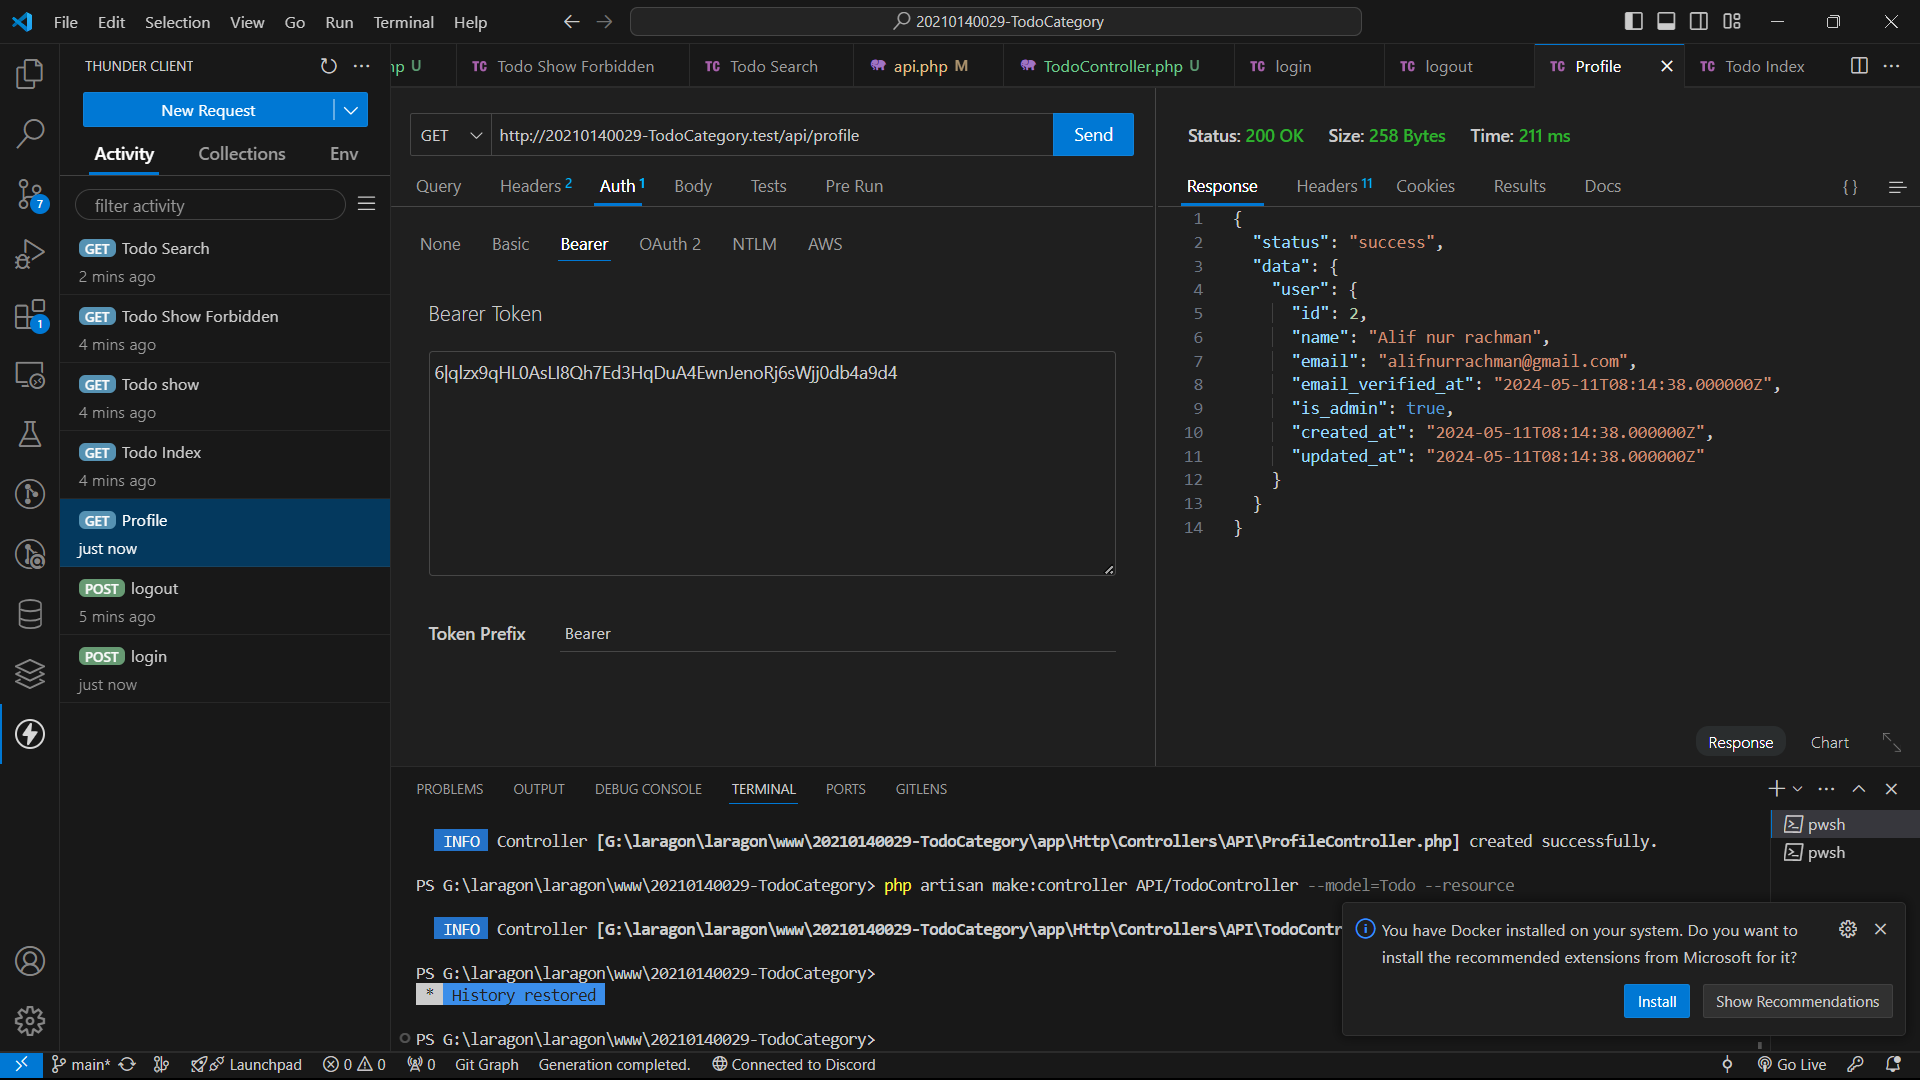 File Edit Selection View Go Run Terminal Help
20210140029-TodoCategory
THUNDER CLIENT
New Request
Activity Collections Env
filter activity
GET Todo Search
2 mins ago
GET Todo Show Forbidden
4 mins ago
GET Todo show
4 mins ago
GET Todo Index
4 mins ago
GET Profile
just now
POST logout
5 mins ago
POST login
just now
7
1
np U
TC Todo Show Forbidden
TC Todo Search
api.php M
TodoController.php U
TC login
TC logout
TC Profile
TC Todo Index
GET http://20210140029-TodoCategory.test/api/profile Send
Query Headers 2 Auth 1 Body Tests Pre Run
None Basic Bearer OAuth 2 NTLM AWS
Bearer Token
6|qlzx9qHL0AsLI8Qh7Ed3HqDuA4EwnJenoRj6sWjj0db4a9d4
Token Prefix Bearer
Status: 200 OK Size: 258 Bytes Time: 211 ms
Response Headers 11 Cookies Results Docs {}
1 {
2 "status": "success",
3 "data": {
4 "user": {
5 "id": 2,
6 "name": "Alif nur rachman",
7 "email": "alifnurrachman@gmail.com",
8 "email_verified_at": "2024-05-11T08:14:38.000000Z",
9 "is_admin": true,
10 "created_at": "2024-05-11T08:14:38.000000Z",
11 "updated_at": "2024-05-11T08:14:38.000000Z"
12 }
13 }
14 }
Response Chart
PROBLEMS OUTPUT DEBUG CONSOLE TERMINAL PORTS GITLENS
INFO Controller [G:\laragon\laragon\www\20210140029-TodoCategory\app\Http\Controllers\API\ProfileController.php] created successfully.
PS G:\laragon\laragon\www\20210140029-TodoCategory> php artisan make:controller API/TodoController --model=Todo --resource
INFO Controller [G:\laragon\laragon\www\20210140029-TodoCategory\app\Http\Controllers\API\TodoContr
PS G:\laragon\laragon\www\20210140029-TodoCategory>
* History restored
PS G:\laragon\laragon\www\20210140029-TodoCategory>
pwsh
pwsh
You have Docker installed on your system. Do you want to
install the recommended extensions from Microsoft for it?
Install Show Recommendations
main* Launchpad 0 0 0 Git Graph Generation completed. Connected to Discord Go Live